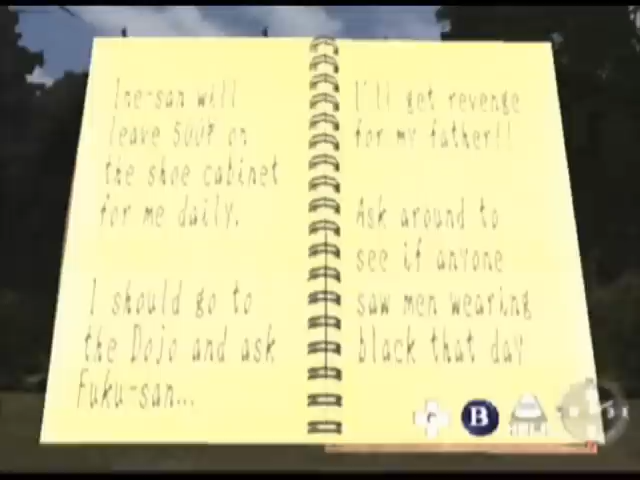 Ine-san will
leave 500¥ on
the shoe cabinet
for me daily.
I should go to
the Dojo and ask
Fuku-san...
I'll get revenge
for my father!!
Ask around to
see if anyone
saw men wearing
black that day
B